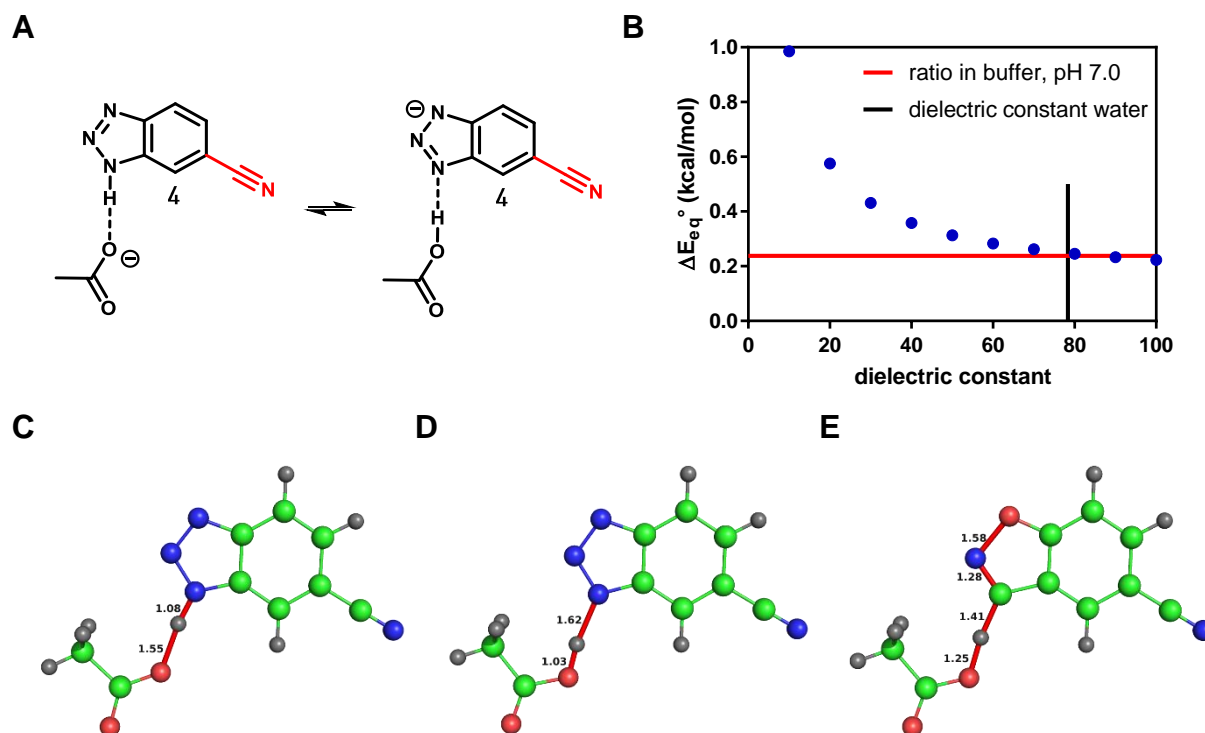 A
N
N
N
H
4
O
⊖
O
N
⊖
N
N
N
H
4
O
O
N
B
1.0
0.8
0.6
0.4
0.2
0.0
0
20
40
60
80
100
ΔEeq° (kcal/mol)
dielectric constant
ratio in buffer, pH 7.0
dielectric constant water
C
1.08
1.55
D
1.62
1.03
E
1.58
1.28
1.41
1.25